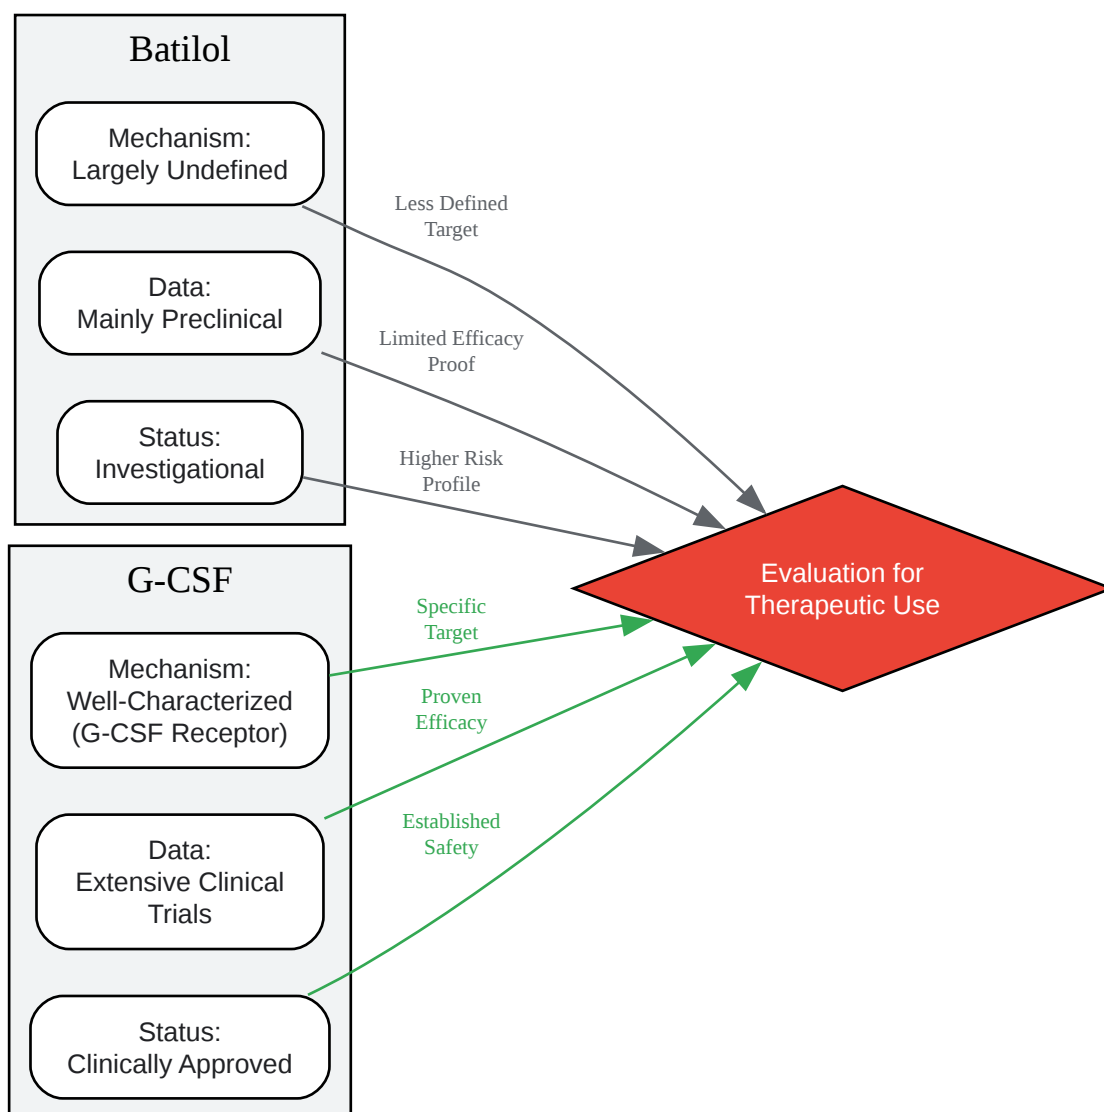 Batilol
Mechanism:
Largely Undefined
Data:
Mainly Preclinical
Status:
Investigational
Less Defined
Target
Limited Efficacy
Proof
Higher Risk
Profile
G-CSF
Mechanism:
Well-Characterized
(G-CSF Receptor)
Data:
Extensive Clinical
Trials
Status:
Clinically Approved
Specific
Target
Proven
Efficacy
Established
Safety
Evaluation for
Therapeutic Use